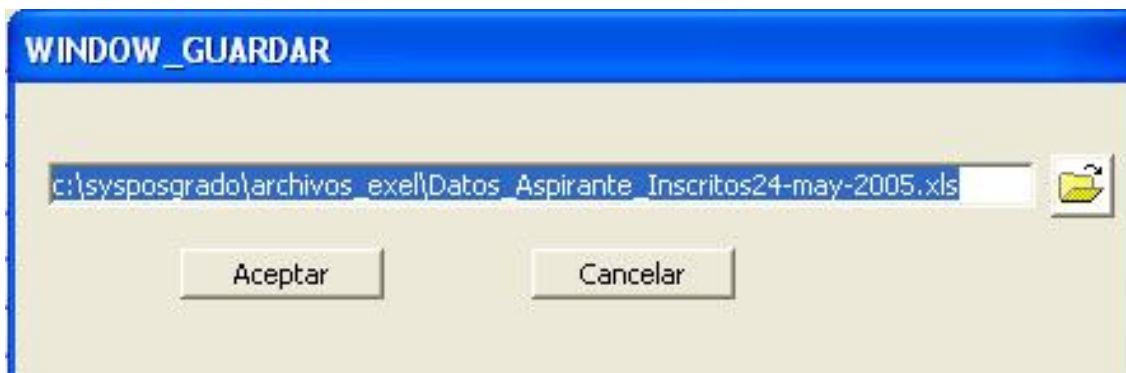 WINDOW_GUARDAR
c:\sysposgrado\archivos_exel\Datos_Aspirante_Inscritos24-may-2005.xls
Aceptar Cancelar